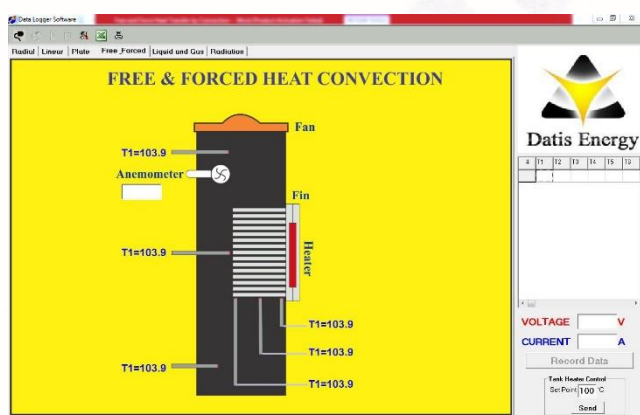 Data Logger Software
Radial Linear Plate Free_Forced Liquid and Gas Radiation
FREE & FORCED HEAT CONVECTION
Fan
T1=103.9
Anemometer
Fin
T1=103.9
Heater
T1=103.9
T1=103.9
T1=103.9
T1=103.9
Datis Energy
# T1 T2 T3 T4 T5 T6
VOLTAGE V
CURRENT A
Record Data
Tank Heater Control
Set Point 100 °C
Send